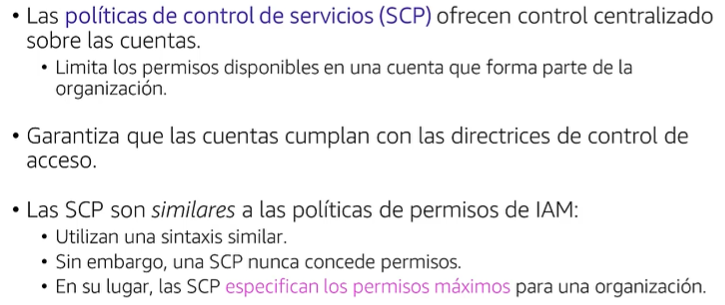 • Las políticas de control de servicios (SCP) ofrecen control centralizado
sobre las cuentas.
• Limita los permisos disponibles en una cuenta que forma parte de la
organización.
• Garantiza que las cuentas cumplan con las directrices de control de
acceso.
• Las SCP son similares a las políticas de permisos de IAM:
• Utilizan una sintaxis similar.
• Sin embargo, una SCP nunca concede permisos.
• En su lugar, las SCP especifican los permisos máximos para una organización.